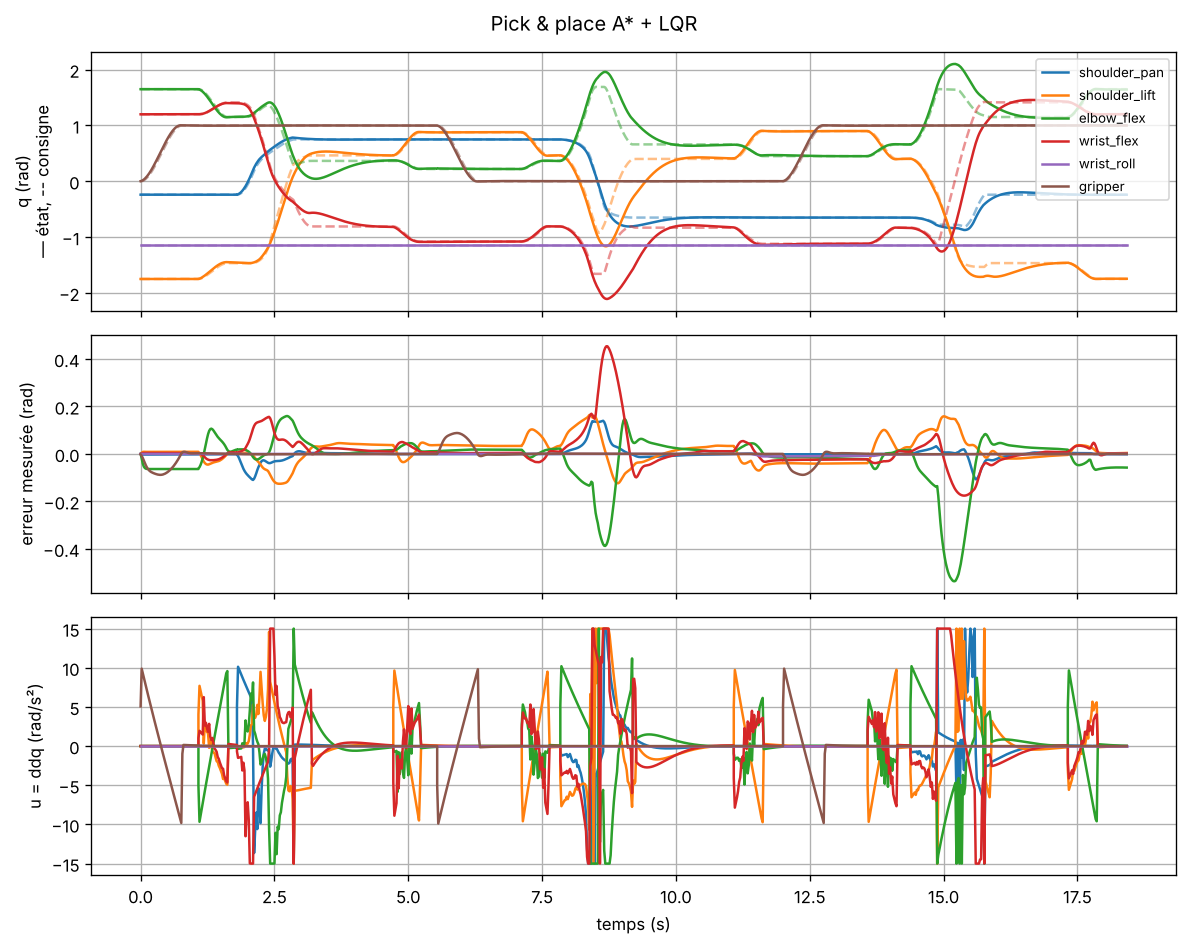 Pick & place A* + LQR
q (rad)
— état, -- consigne
2
1
0
−1
−2
shoulder_pan
shoulder_lift
elbow_flex
wrist_flex
wrist_roll
gripper
erreur mesurée (rad)
0.4
0.2
0.0
−0.2
−0.4
u = ddq (rad/s²)
15
10
5
0
−5
−10
−15
0.0 2.5 5.0 7.5 10.0 12.5 15.0 17.5
temps (s)